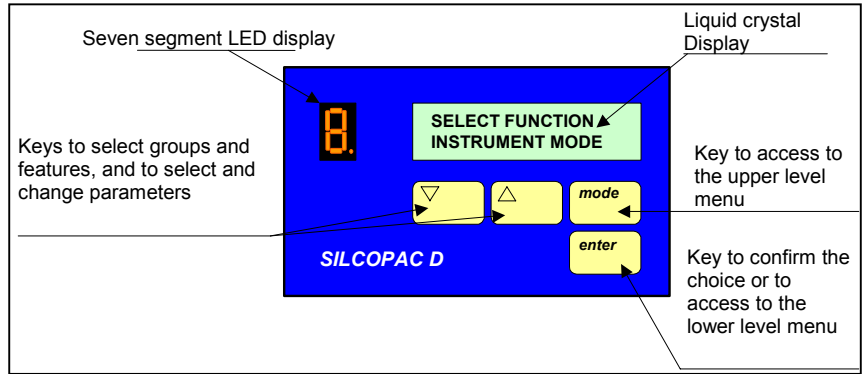 Seven segment LED display
Liquid crystal
Display
8.
SELECT FUNCTION
INSTRUMENT MODE
Keys to select groups and
features, and to select and
change parameters
mode
Key to access to
the upper level
menu
enter
SILCOPAC D
Key to confirm the
choice or to
access to the
lower level menu